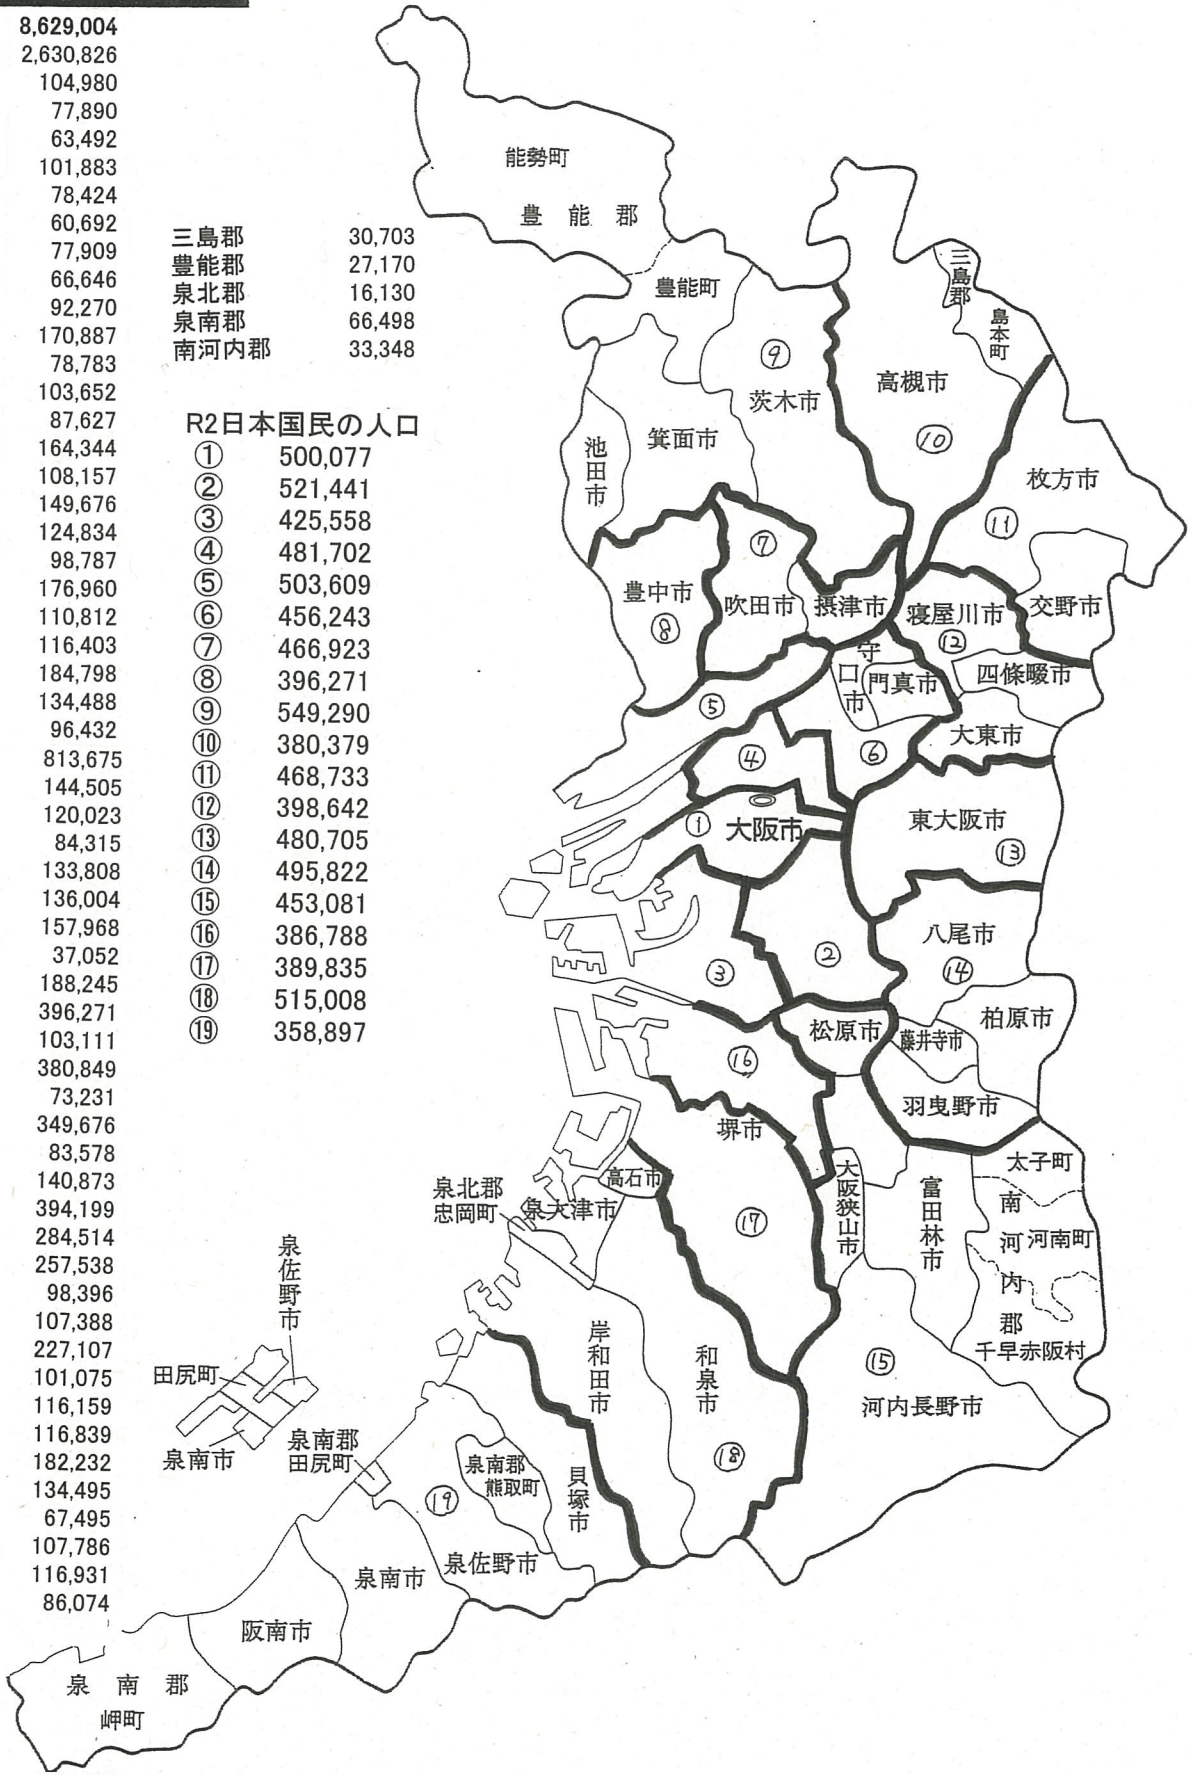 8,629,004
2,630,826
104,980
77,890
63,492
101,883
78,424
60,692
77,909
66,646
92,270
170,887
78,783
103,652
87,627
164,344
108,157
149,676
124,834
98,787
176,960
110,812
116,403
184,798
134,488
96,432
813,675
144,505
120,023
84,315
133,808
136,004
157,968
37,052
188,245
396,271
103,111
380,849
73,231
349,676
83,578
140,873
394,199
284,514
257,538
98,396
107,388
227,107
101,075
116,159
116,839
182,232
134,495
67,495
107,786
116,931
86,074
三島郡 30,703
豊能郡 27,170
泉北郡 16,130
泉南郡 66,498
南河内郡 33,348
R2日本国民の人口
① 500,077
② 521,441
③ 425,558
④ 481,702
⑤ 503,609
⑥ 456,243
⑦ 466,923
⑧ 396,271
⑨ 549,290
⑩ 380,379
⑪ 468,733
⑫ 398,642
⑬ 480,705
⑭ 495,822
⑮ 453,081
⑯ 386,788
⑰ 389,835
⑱ 515,008
⑲ 358,897
能勢町
豊能郡
豊能町
三島郡
島本町
⑨
茨木市
高槻市
⑩
池田市
箕面市
枚方市
⑪
⑦
豊中市
⑧
吹田市
摂津市
寝屋川市
⑫
交野市
守口市
門真市
四條畷市
⑤
大東市
④
⑥
①
大阪市
東大阪市
⑬
②
③
八尾市
⑭
柏原市
松原市
藤井寺市
⑯
羽曳野市
堺市
太子町
高石市
大阪狭山市
富田林市
南河内郡
河南町
千早赤阪村
泉北郡
忠岡町
泉大津市
⑰
岸和田市
和泉市
⑱
⑮
河内長野市
泉佐野市
田尻町
泉南市
泉南郡
田尻町
泉南郡
熊取町
貝塚市
⑲
泉佐野市
泉南市
阪南市
泉南郡
岬町